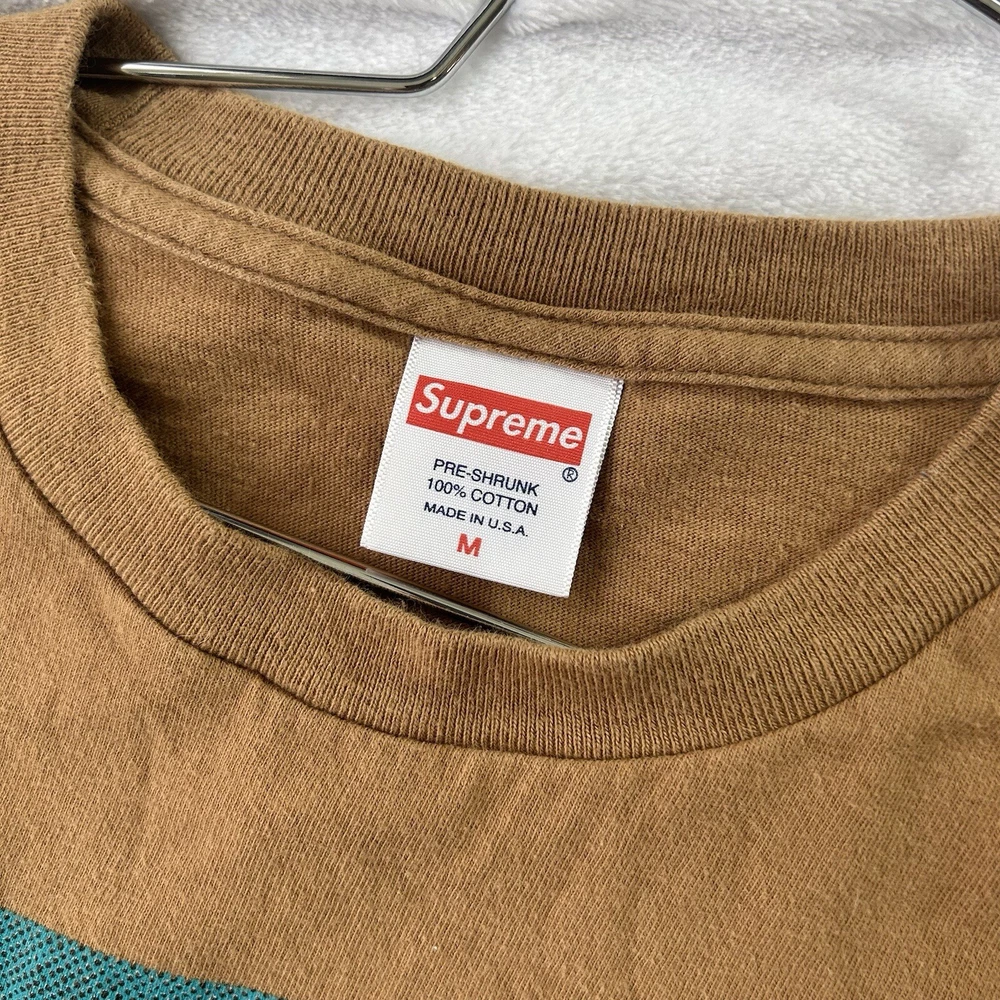 Supreme
®
PRE-SHRUNK
100% COTTON
MADE IN U.S.A.
M